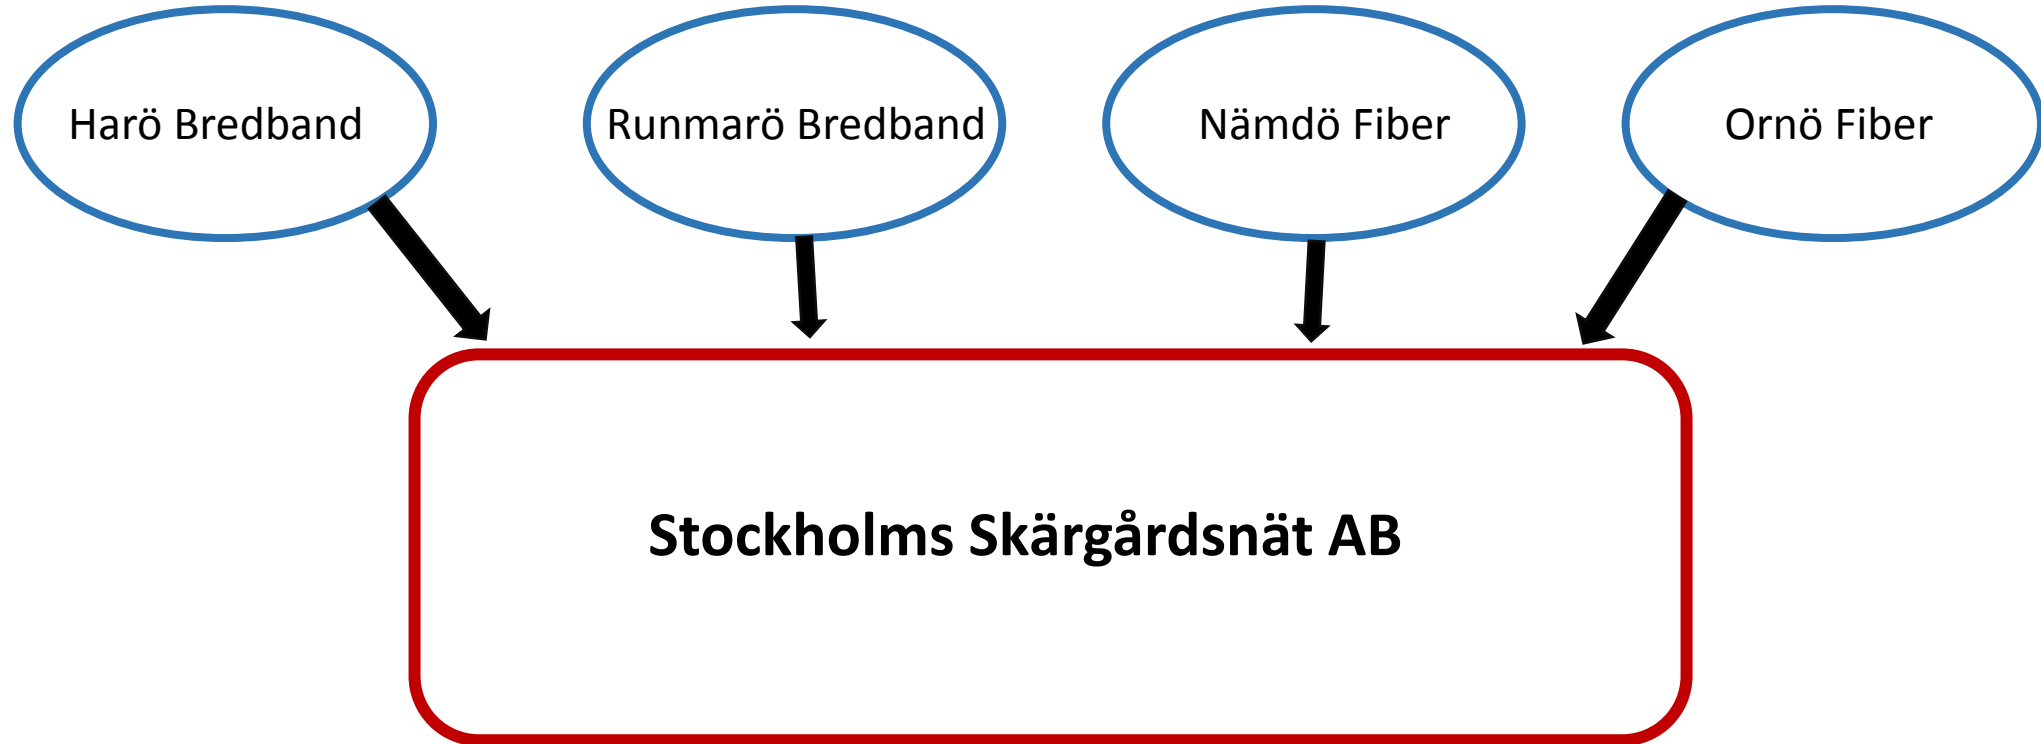 Harö Bredband
Runmarö Bredband
Nämdö Fiber
Ornö Fiber
Stockholms Skärgårdsnät AB